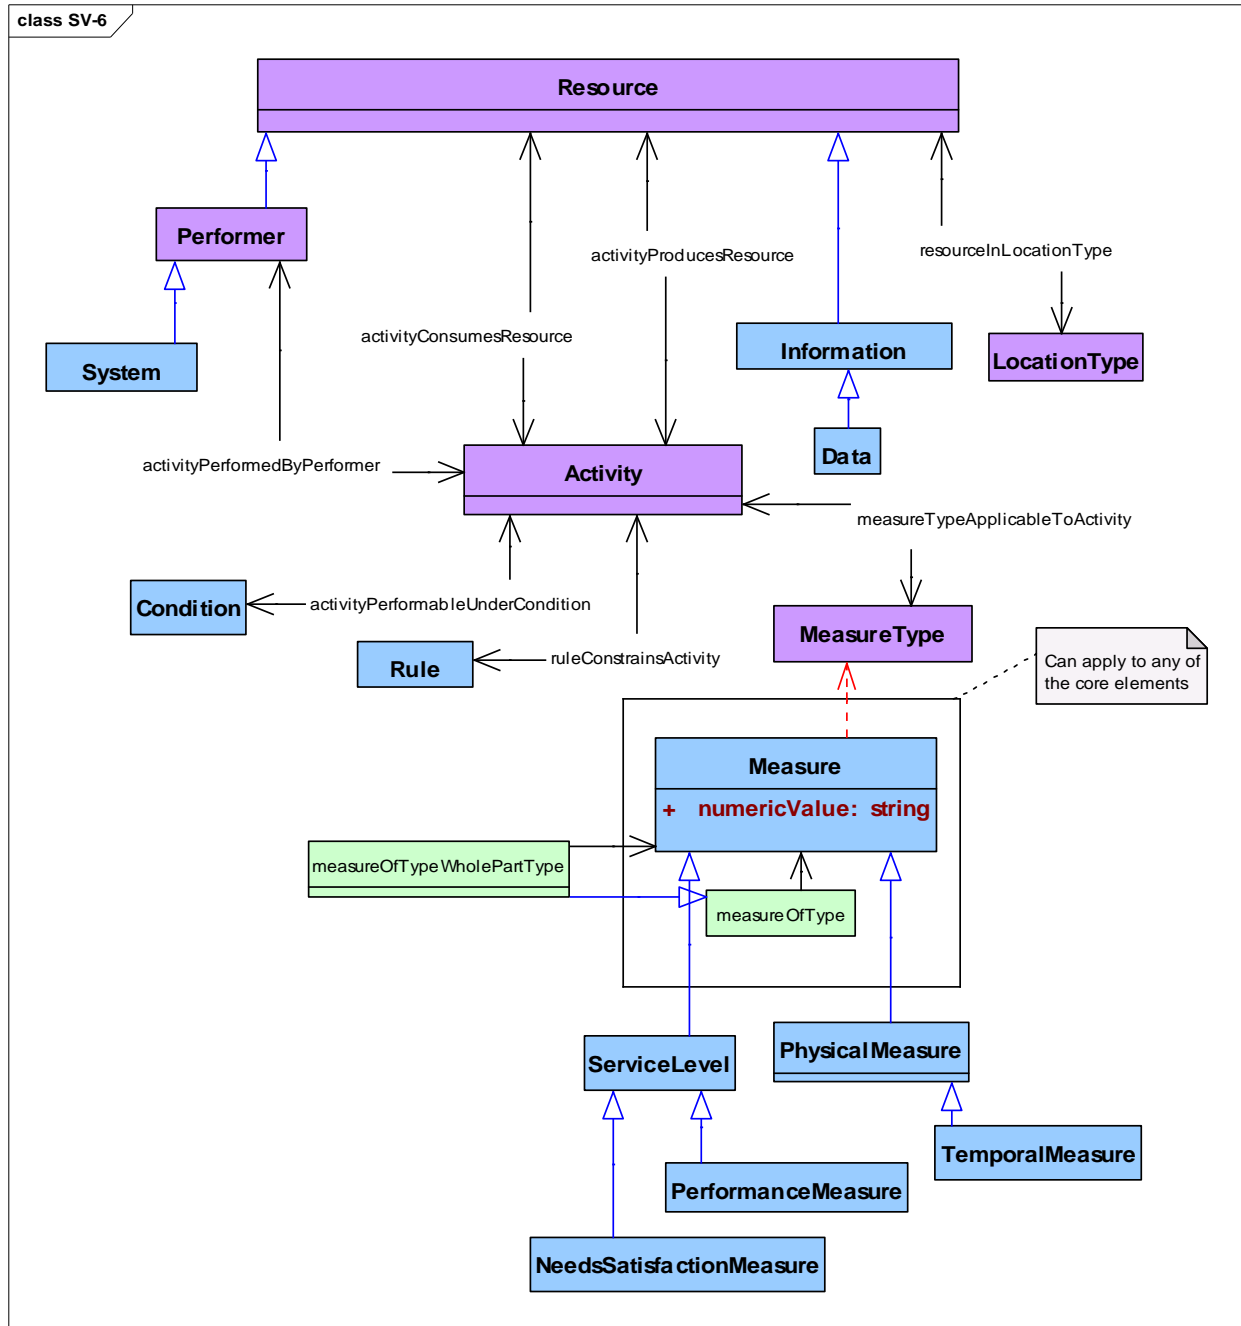 class SV-6
Resource
Performer
activityProducesResource
resourceInLocationType
activityConsumesResource
Information
LocationType
System
Data
activityPerformedByPerformer
Activity
measureTypeApplicableToActivity
Condition
activityPerformableUnderCondition
MeasureType
Rule
ruleConstrainsActivity
Can apply to any of
the core elements
Measure
+ numericValue: string
measureOfTypeWholePartType
measureOfType
PhysicalMeasure
ServiceLevel
TemporalMeasure
PerformanceMeasure
NeedsSatisfactionMeasure